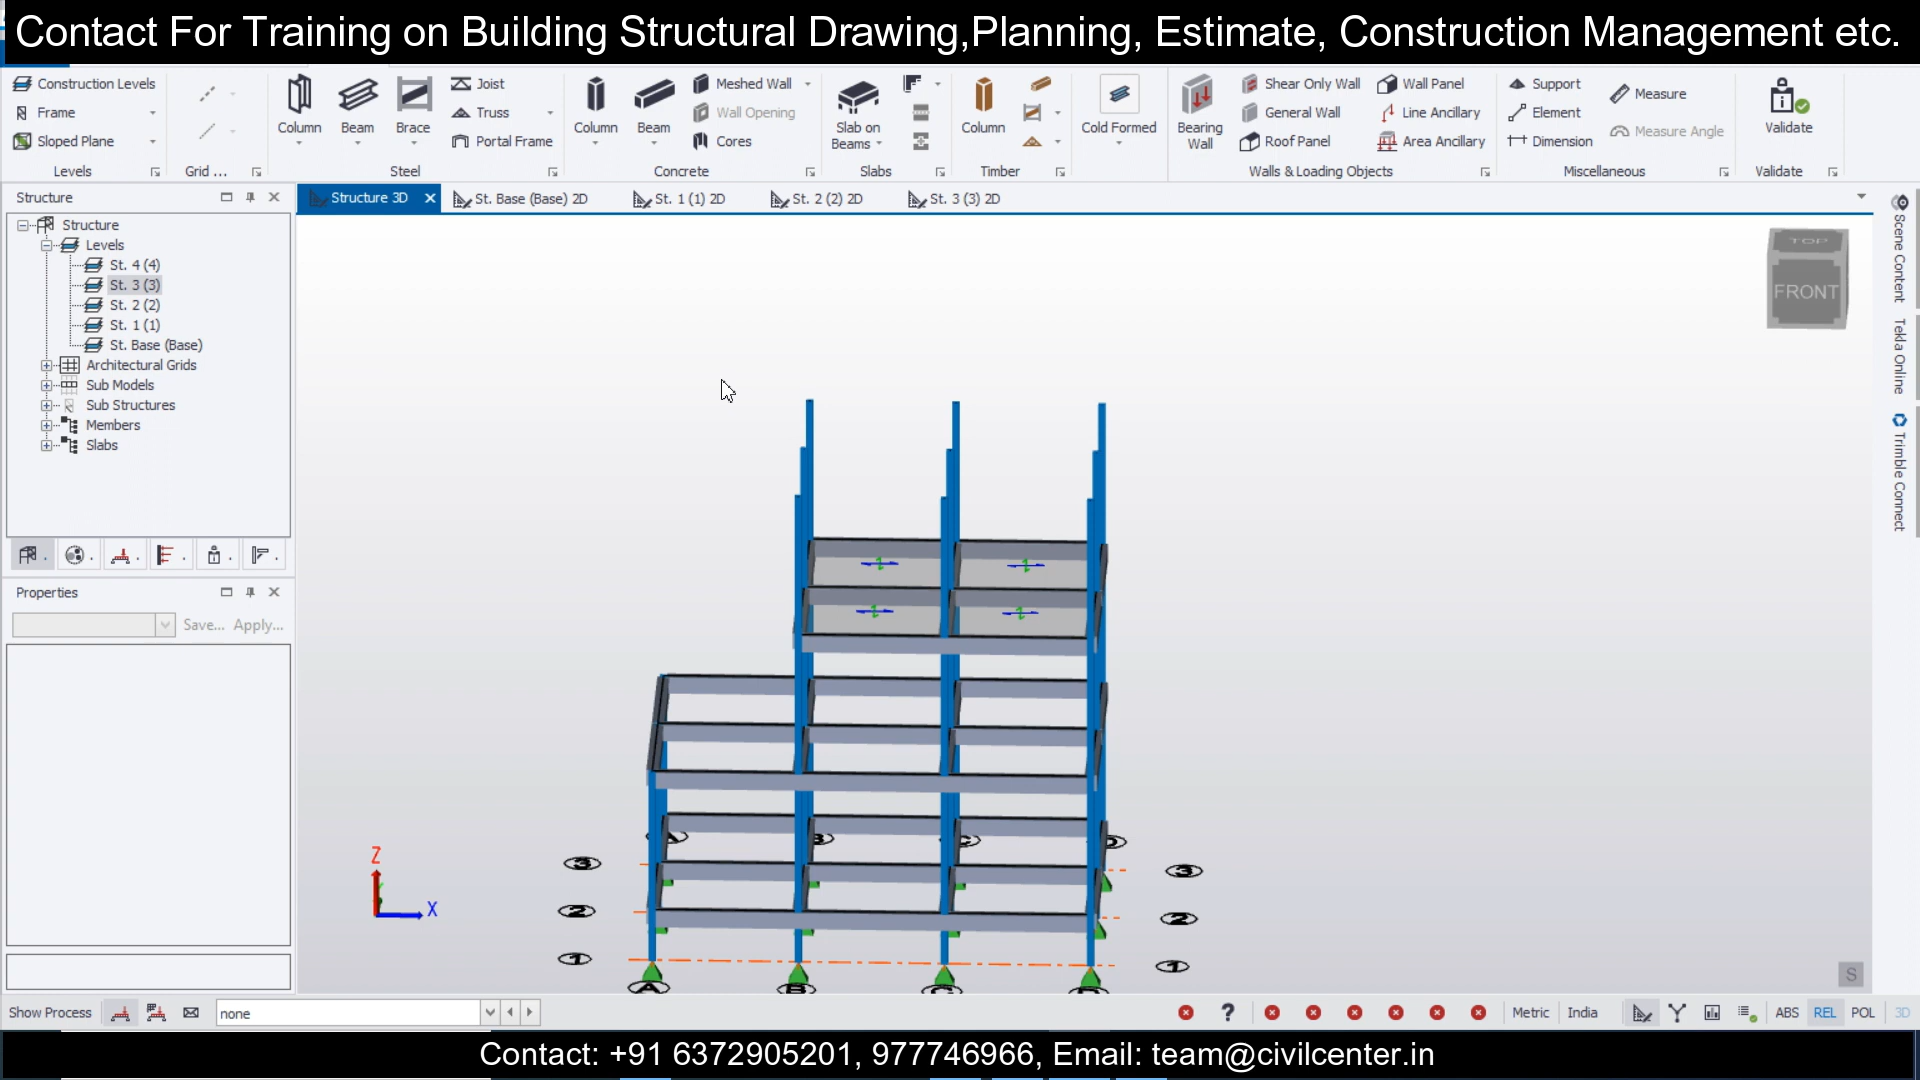 Contact For Training on Building Structural Drawing,Planning, Estimate, Construction Management etc.
Construction Levels
Frame
Sloped Plane
Levels
Grid ...
Column
Beam
Brace
Joist
Truss
Portal Frame
Steel
Column
Beam
Meshed Wall
Wall Opening
Cores
Concrete
Slab on
Beams
Slabs
Column
Timber
Cold Formed
Bearing
Wall
Shear Only Wall
General Wall
Roof Panel
Wall Panel
Line Ancillary
Area Ancillary
Walls & Loading Objects
Support
Element
Dimension
Measure
Measure Angle
Miscellaneous
Validate
Validate
Structure
Structure 3D
St. Base (Base) 2D
St. 1 (1) 2D
St. 2 (2) 2D
St. 3 (3) 2D
Structure
Levels
St. 4 (4)
St. 3 (3)
St. 2 (2)
St. 1 (1)
St. Base (Base)
Architectural Grids
Sub Models
Sub Structures
Members
Slabs
Properties
Save...
Apply...
TOP
FRONT
Scene Content
Tekla Online
Trimble Connect
Z
X
3
2
1
3
2
1
A
B
C
D
S
Show Process
none
Metric
India
ABS
REL
POL
3D
Contact: +91 6372905201, 977746966, Email: team@civilcenter.in